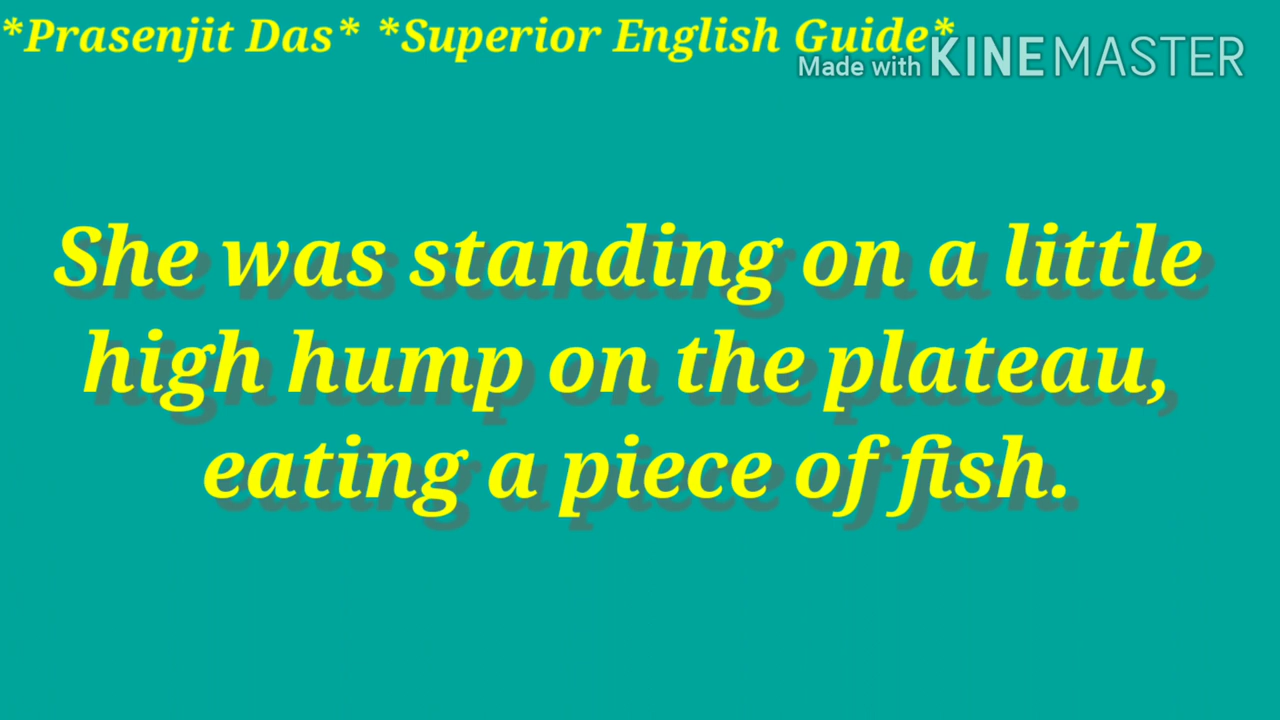 *Prasenjit Das* *Superior English Guide*
Made with KINEMASTER
She was standing on a little
high hump on the plateau,
eating a piece of fish.